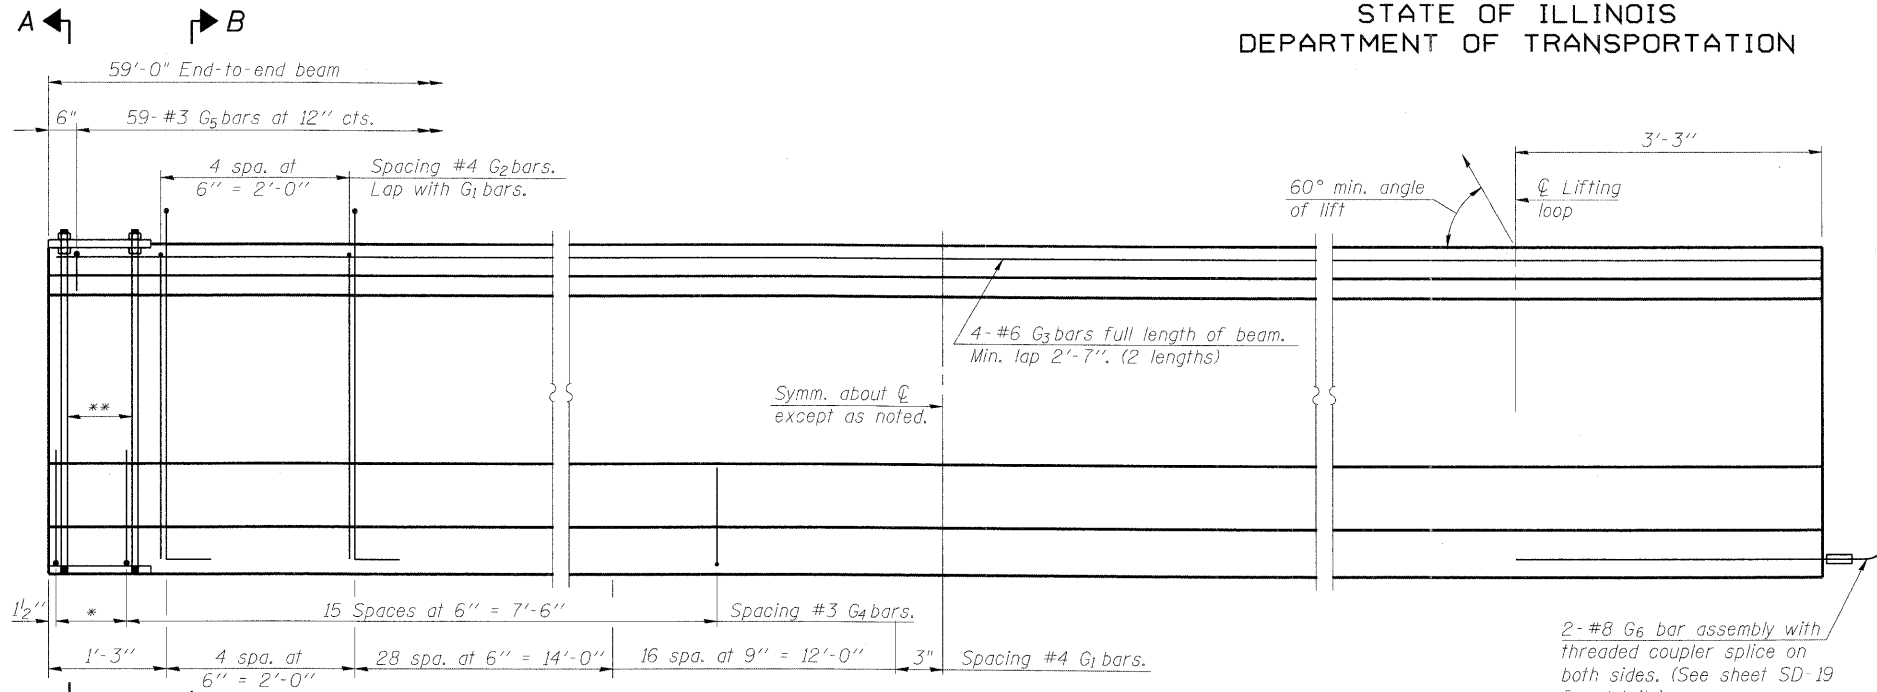 A B
STATE OF ILLINOIS
DEPARTMENT OF TRANSPORTATION
59'-0" End-to-end beam
6" 59-#3 G5 bars at 12" cts.
4 spa. at
6" = 2'-0"
Spacing #4 G2 bars.
Lap with G1 bars.
3'-3"
60° min. angle
of lift
℄ Lifting
loop
4-#6 G3 bars full length of beam.
Min. lap 2'-7". (2 lengths)
Symm. about ℄
except as noted.
**
1½" * 15 Spaces at 6" = 7'-6" Spacing #3 G4 bars.
1'-3" 4 spa. at
6" = 2'-0"
28 spa. at 6" = 14'-0" 16 spa. at 9" = 12'-0" 3" Spacing #4 G1 bars.
2-#8 G6 bar assembly with
threaded coupler splice on
both sides. (See sheet SD-19